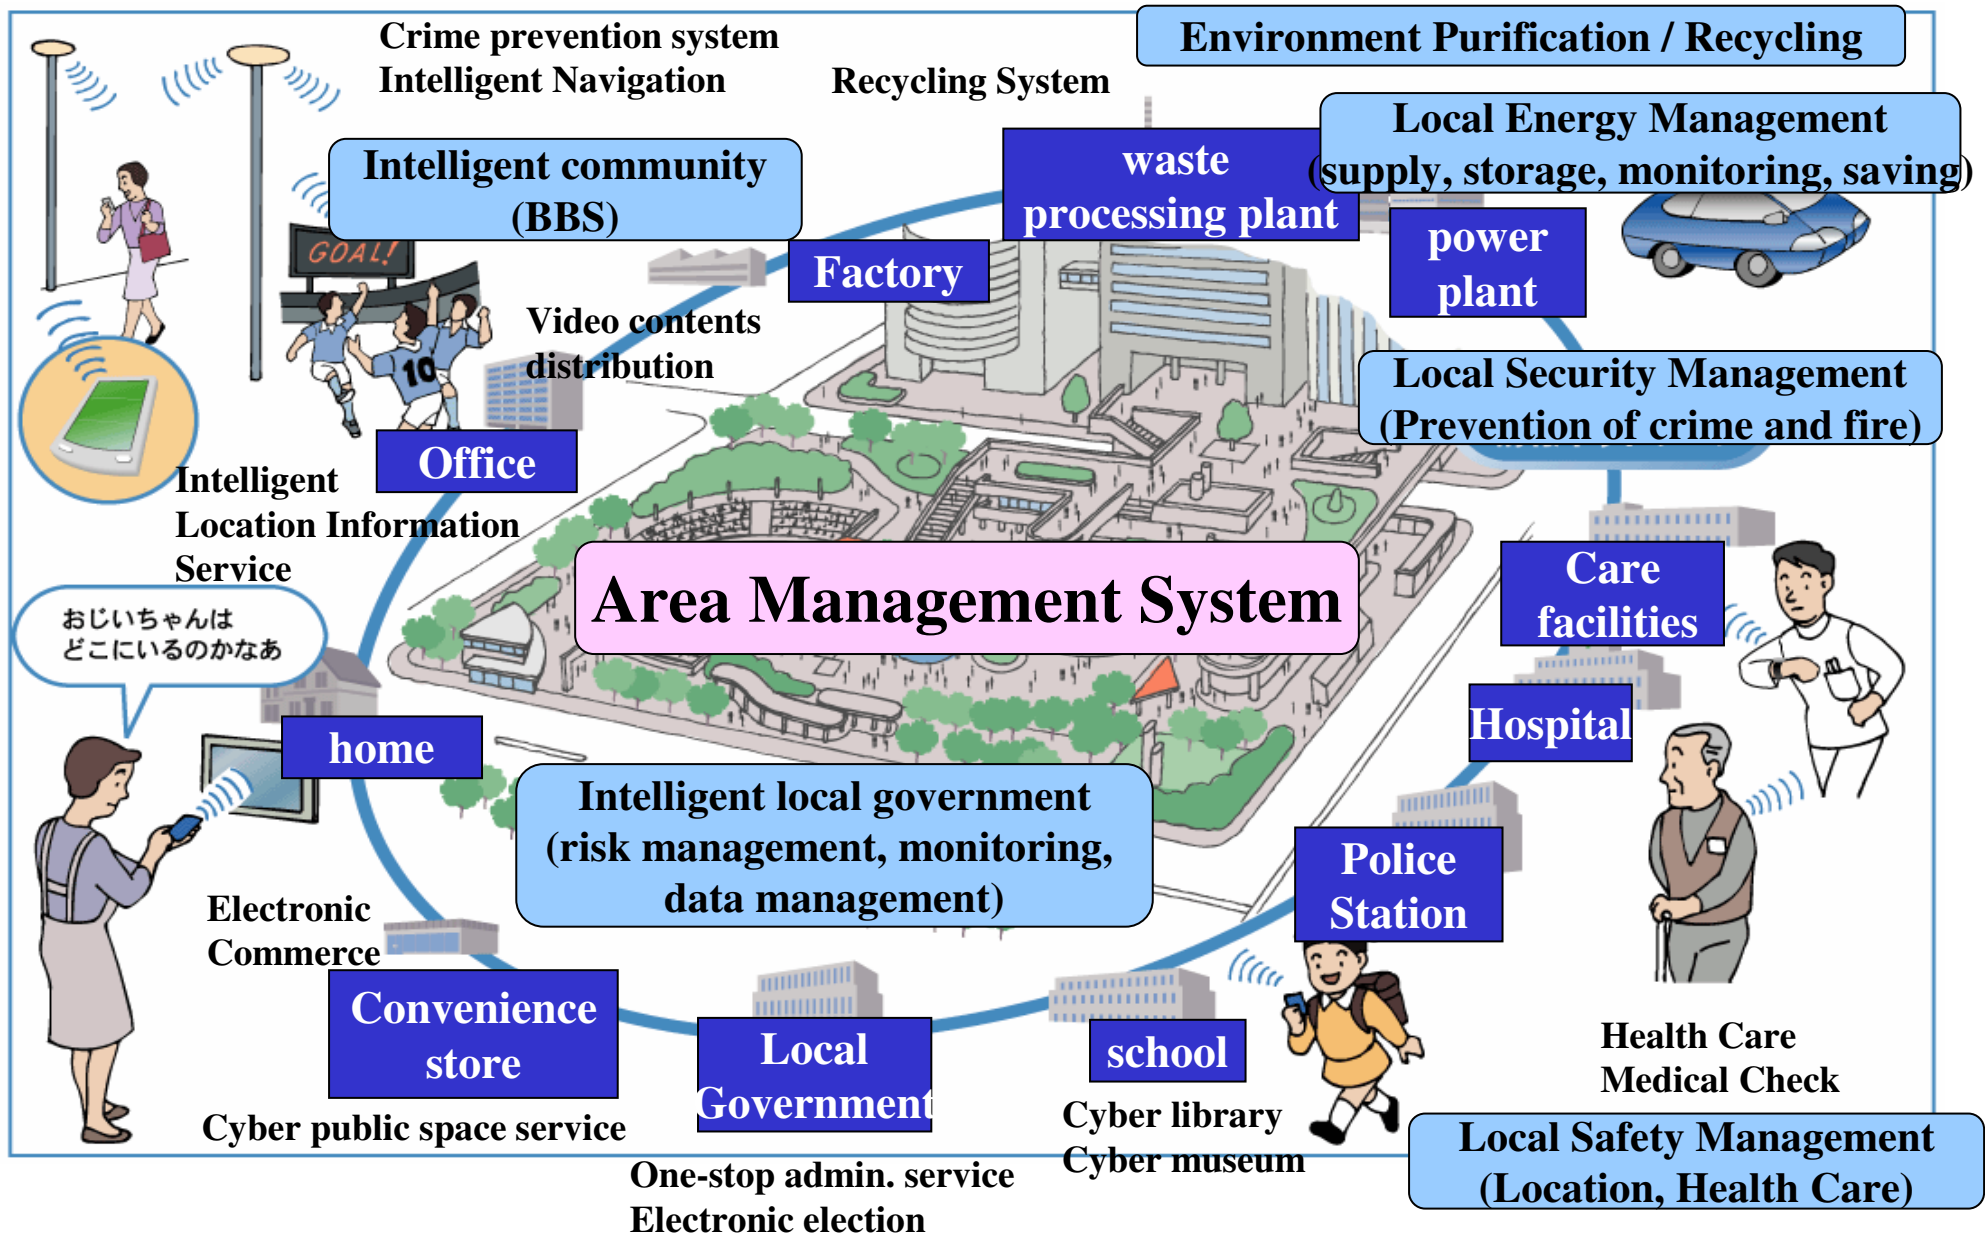 Crime prevention system
Intelligent Navigation
Recycling System
Environment Purification / Recycling
Local Energy Management
(supply, storage, monitoring, saving)
Intelligent community
(BBS)
waste
processing plant
power
plant
GOAL!
Factory
10
Video contents
distribution
Local Security Management
(Prevention of crime and fire)
Office
Intelligent
Location Information
Service
Area Management System
Care
facilities
おじいちゃんは
どこにいるのかなあ
home
Hospital
Intelligent local government
(risk management, monitoring,
data management)
Police
Station
Electronic
Commerce
Convenience
store
Local
Government
school
Health Care
Medical Check
Cyber public space service
Cyber library
Cyber museum
Local Safety Management
(Location, Health Care)
One-stop admin. service
Electronic election